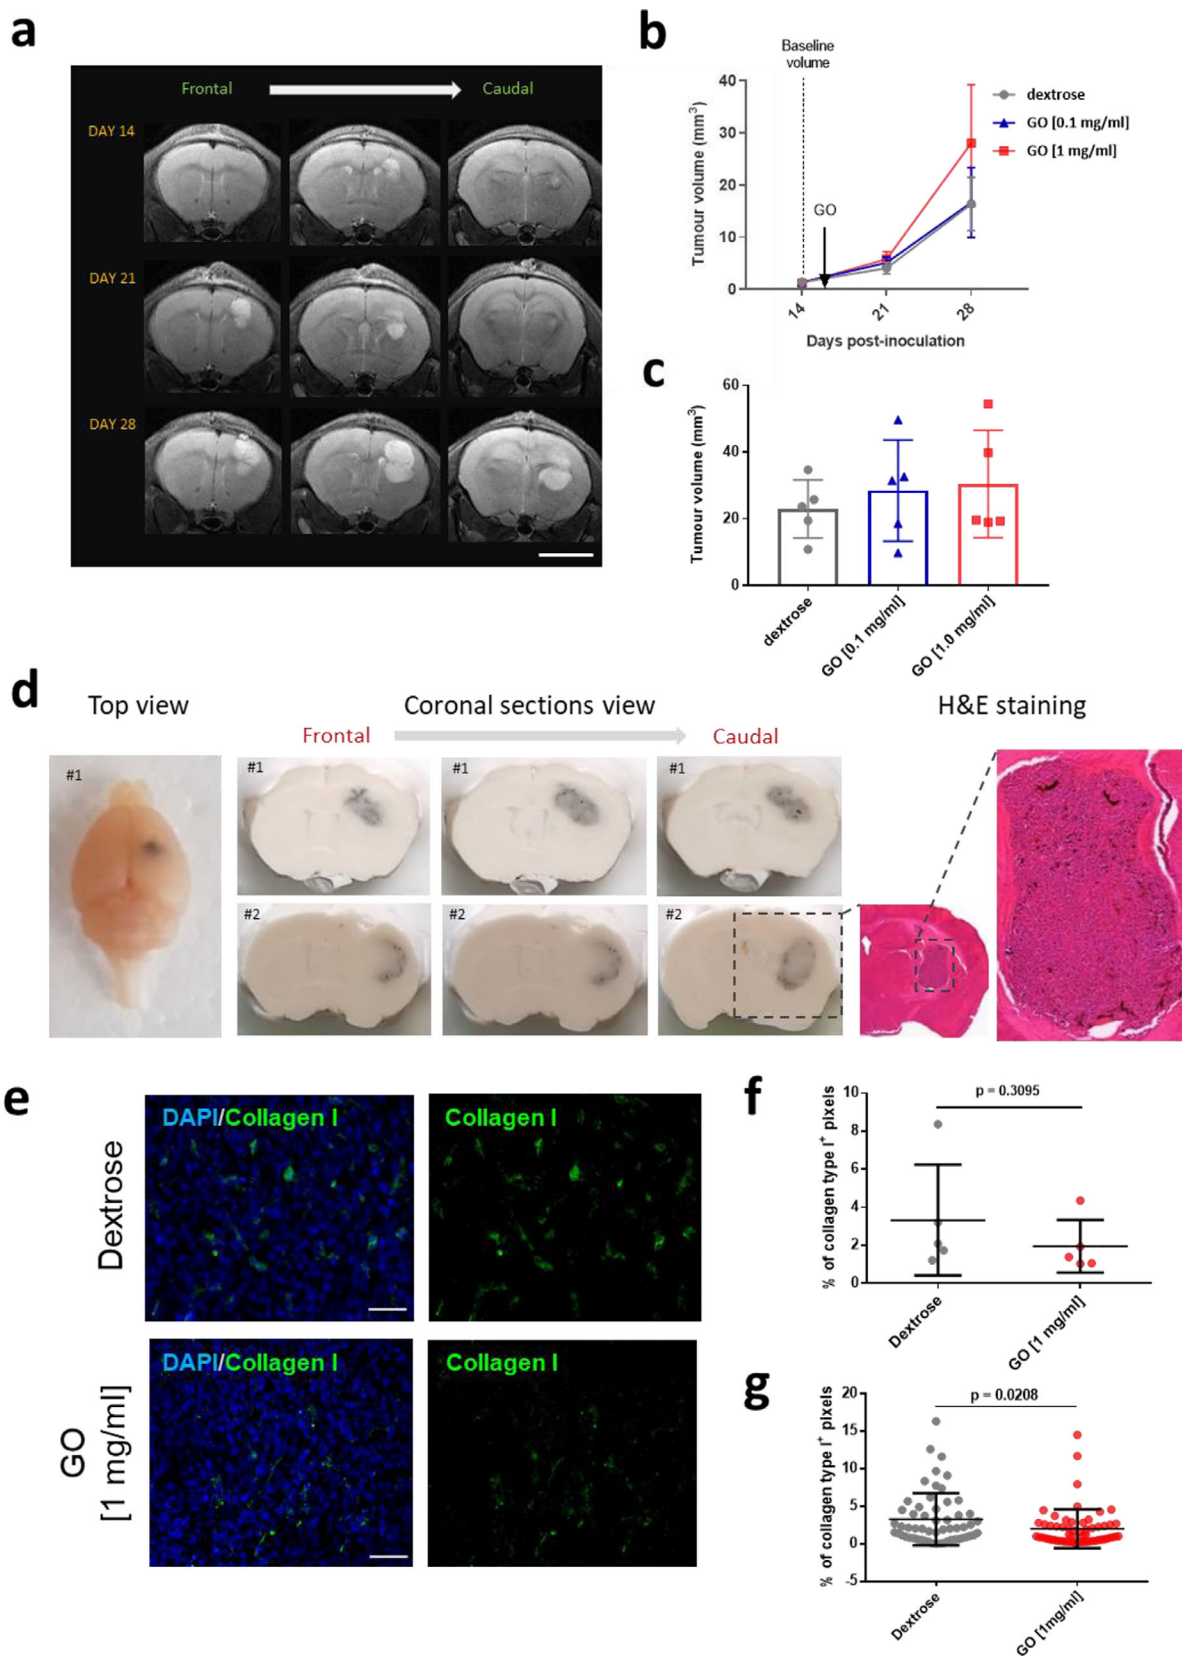 a
Frontal
Caudal
DAY 14
DAY 21
DAY 28
b
Baseline
volume
40
30
20
10
0
Tumour volume (mm³)
GO
14
21
28
Days post-inoculation
dextrose
GO [0.1 mg/ml]
GO [1 mg/ml]
c
60
40
20
0
Tumour volume (mm³)
dextrose
GO [0.1 mg/ml]
GO [1.0 mg/ml]
d
Top view
Coronal sections view
H&E staining
Frontal
Caudal
#1
#1
#1
#1
#2
#2
#2
e
Dextrose
DAPI/Collagen I
Collagen I
GO
[1 mg/ml]
DAPI/Collagen I
Collagen I
f
p = 0.3095
10
8
6
4
2
0
% of collagen type I⁺ pixels
Dextrose
GO [1 mg/ml]
g
p = 0.0208
20
15
10
5
0
-5
% of collagen type I⁺ pixels
Dextrose
GO [1mg/ml]